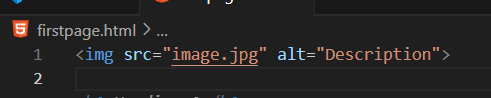 firstpage.html > ...
1 <img src="image.jpg" alt="Description">
2